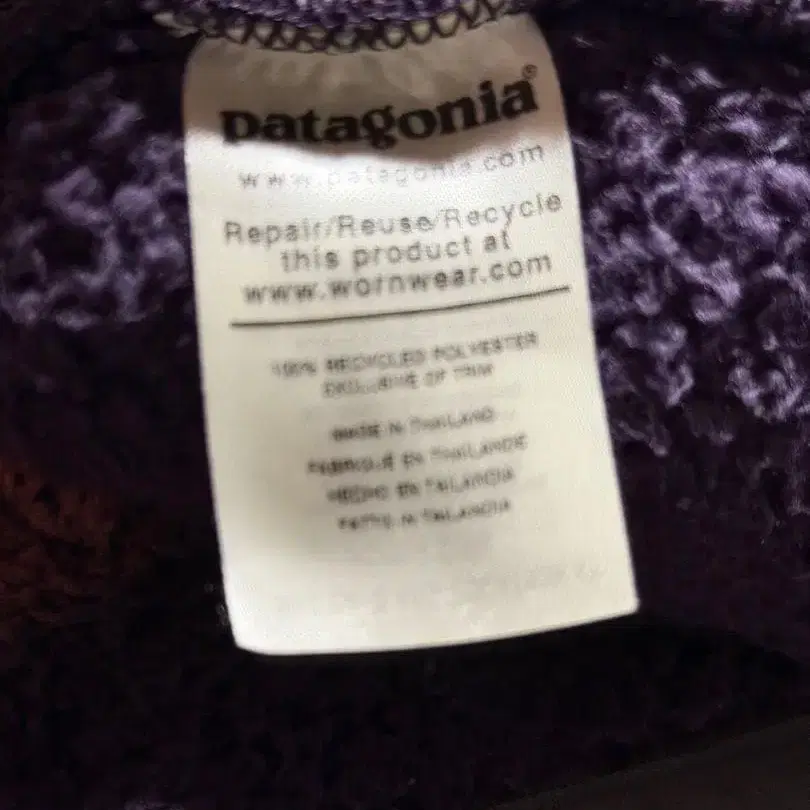 patagonia®
www.patagonia.com
Repair/Reuse/Recycle
this product at
www.wornwear.com
100% RECYCLED POLYESTER
EXCLUSIVE OF TRIM
MADE IN THAILAND
FABRIQUÉ EN THAILANDE
HECHO EN TAILANDIA
FATTO IN TAILANDIA